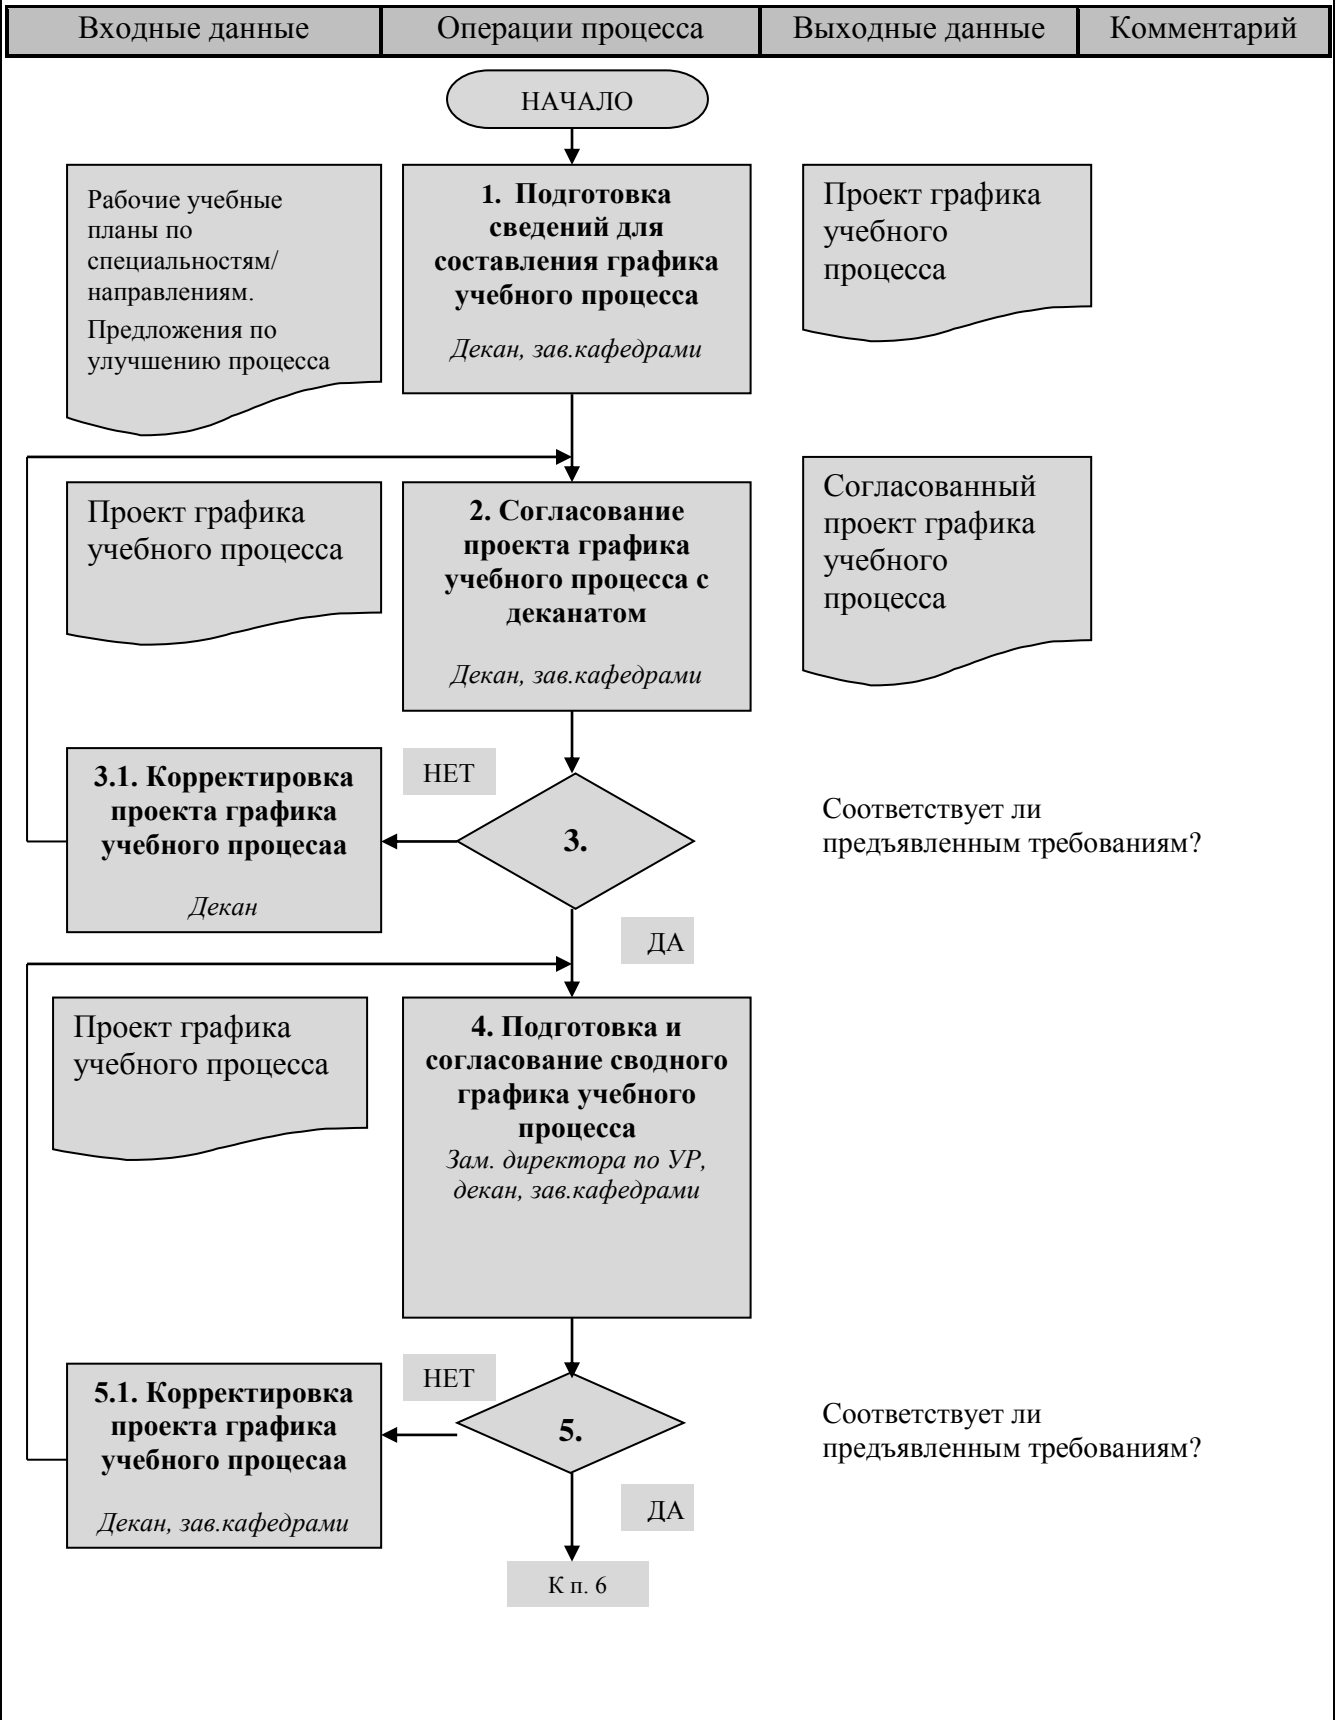 Входные данные
Операции процесса
Выходные данные
Комментарий
НАЧАЛО
Рабочие учебные
планы по
специальностям/
направлениям.
Предложения по
улучшению процесса
1. Подготовка
сведений для
составления графика
учебного процесса
Декан, зав.кафедрами
Проект графика
учебного
процесса
Проект графика
учебного процесса
2. Согласование
проекта графика
учебного процесса с
деканатом
Декан, зав.кафедрами
Согласованный
проект графика
учебного
процесса
3.1. Корректировка
проекта графика
учебного процесаа
Декан
НЕТ
3.
Соответствует ли
предъявленным требованиям?
ДА
Проект графика
учебного процесса
4. Подготовка и
согласование сводного
графика учебного
процесса
Зам. директора по УР,
декан, зав.кафедрами
5.1. Корректировка
проекта графика
учебного процесаа
Декан, зав.кафедрами
НЕТ
5.
Соответствует ли
предъявленным требованиям?
ДА
К п. 6